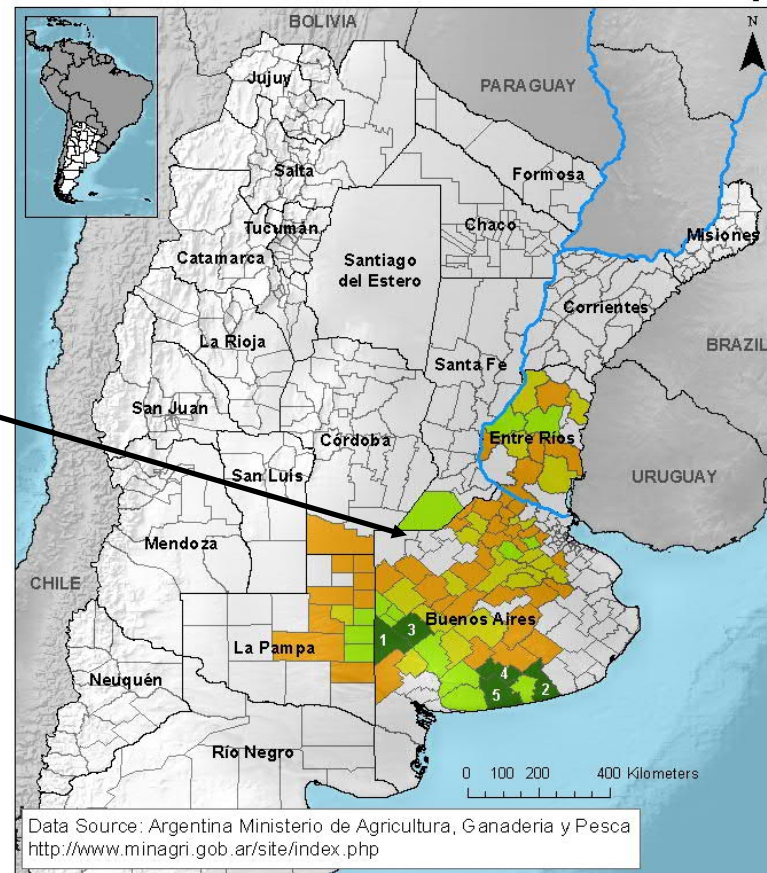 BOLIVIA
N
Jujuy
PARAGUAY
Salta
Formosa
Tucumán
Chaco
Misiones
Catamarca
Santiago
del Estero
Corrientes
La Rioja
BRAZIL
Santa Fe
San Juan
Córdoba
Entre Ríos
San Luis
URUGUAY
Mendoza
CHILE
Buenos Aires
1
3
La Pampa
4
Neuquén
5
2
Río Negro
0 100 200 400 Kilometers
Data Source: Argentina Ministerio de Agricultura, Ganaderia y Pesca
http://www.minagri.gob.ar/site/index.php